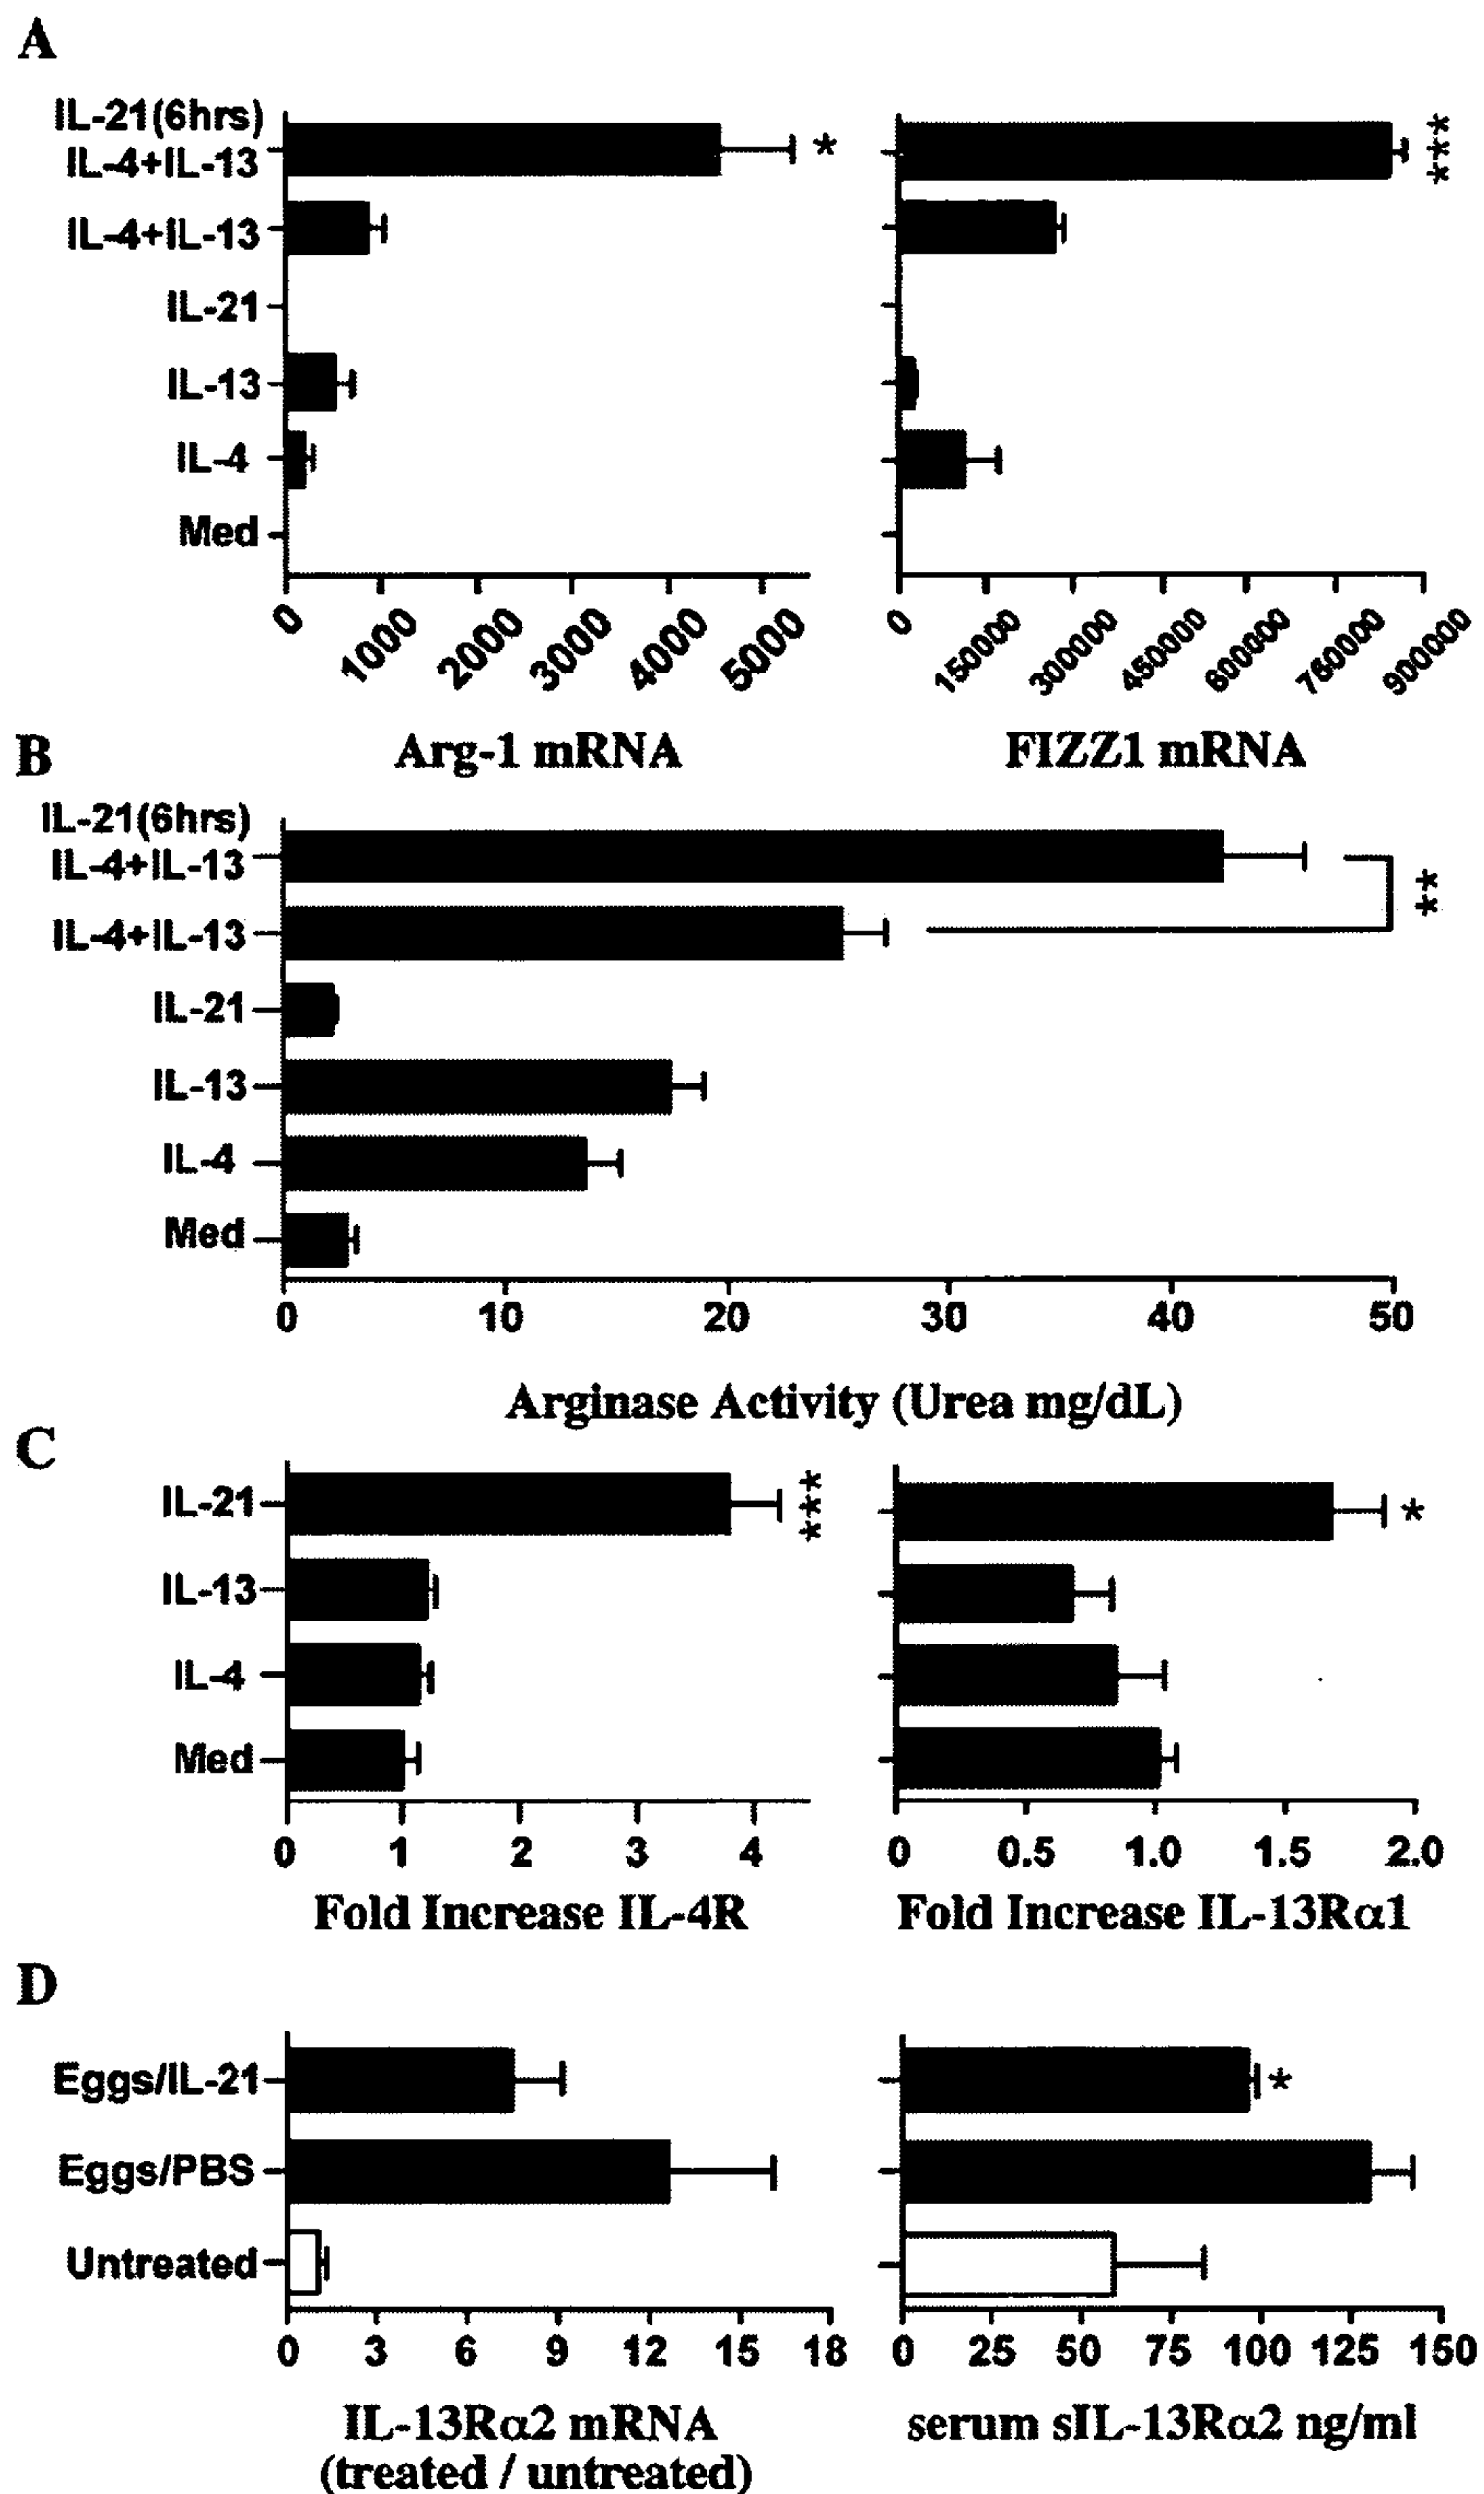 A
IL-21(6hrs)
IL-4+IL-13
*
***
IL-4+IL-13
IL-21
IL-13
IL-4
Med
0 1000 2000 3000 4000 5000
0 150000 300000 450000 600000 750000 900000
Arg-1 mRNA
FIZZ1 mRNA
B
IL-21(6hrs)
IL-4+IL-13
**
IL-4+IL-13
IL-21
IL-13
IL-4
Med
0 10 20 30 40 50
Arginase Activity (Urea mg/dL)
C
IL-21
***
*
IL-13
IL-4
Med
0 1 2 3 4
0 0.5 1.0 1.5 2.0
Fold Increase IL-4R
Fold Increase IL-13Rα1
D
Eggs/IL-21
*
Eggs/PBS
Untreated
0 3 6 9 12 15 18
0 25 50 75 100 125 150
IL-13Rα2 mRNA
(treated / untreated)
serum sIL-13Rα2 ng/ml